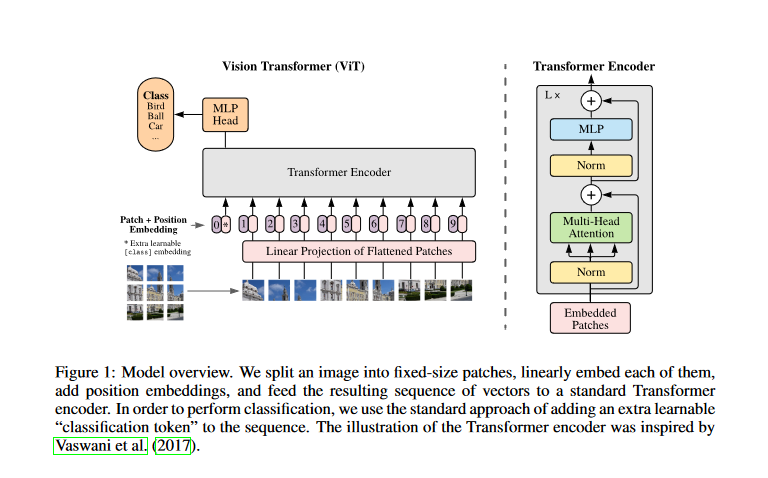 Vision Transformer (ViT)
Class
Bird
Ball
Car
...
MLP
Head
Transformer Encoder
Patch + Position
Embedding
* Extra learnable
[class] embedding
0 * 1 2 3 4 5 6 7 8 9
Linear Projection of Flattened Patches
Transformer Encoder
L ×
+
MLP
Norm
+
Multi-Head
Attention
Norm
Embedded
Patches
Figure 1: Model overview. We split an image into fixed-size patches, linearly embed each of them,
add position embeddings, and feed the resulting sequence of vectors to a standard Transformer
encoder. In order to perform classification, we use the standard approach of adding an extra learnable
“classification token” to the sequence. The illustration of the Transformer encoder was inspired by
Vaswani et al. (2017).